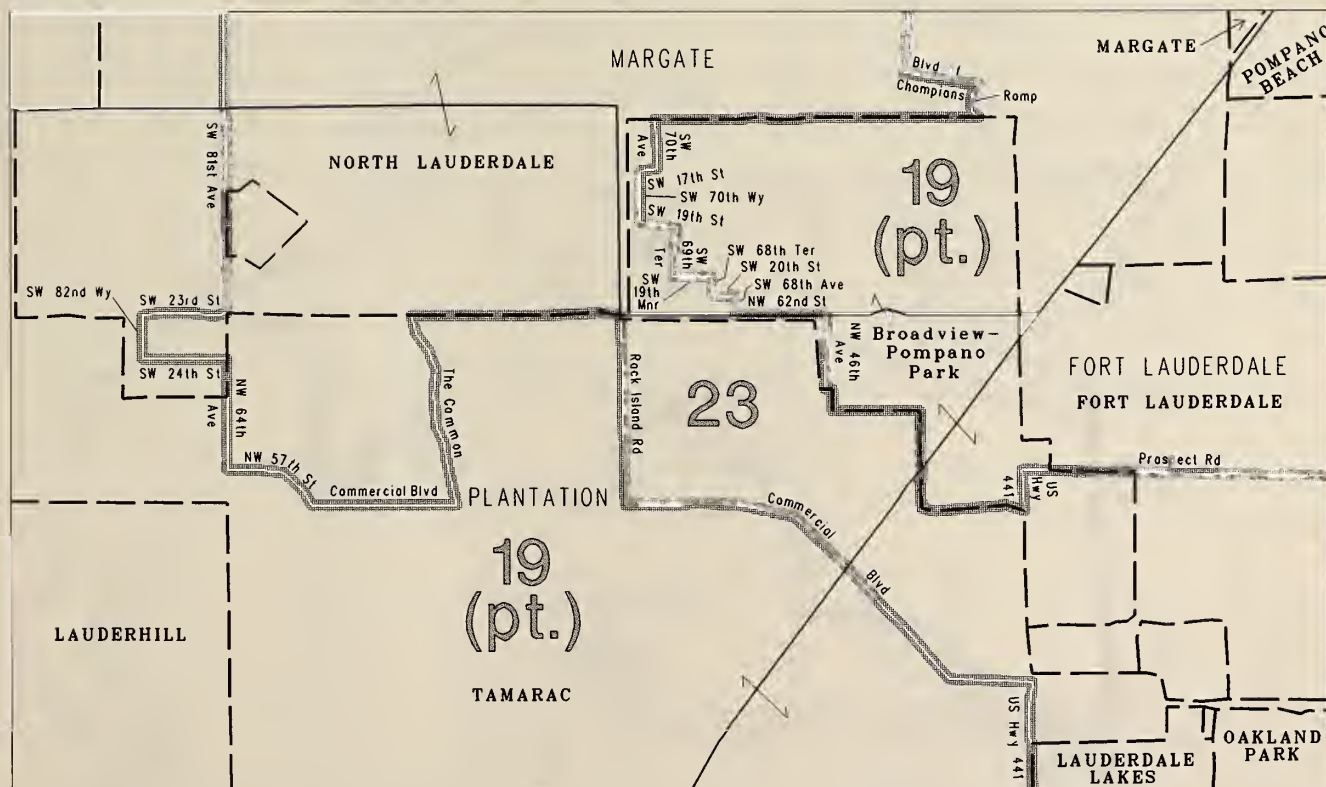 MARGATE
MARGATE
POMPANO
BEACH
Blvd f
Champions
Ramp
SW 81st Ave
NORTH LAUDERDALE
SW 70th
Ave
SW 17th St
SW 70th Wy
SW 19th St
19
(pt.)
SW 69th
Ter
SW 68th Ter
SW 20th St
SW 68th Ave
SW
19th
Mnr
NW 62nd St
SW 82nd Wy
SW 23rd St
SW 24th St
NW 64th
Ave
The Common
Rock Island Rd
NW 46th
Ave
Broadview-
Pompano
Park
23
FORT LAUDERDALE
FORT LAUDERDALE
NW 57th St
Commercial Blvd
PLANTATION
Commercial
Blvd
US
Hwy
441
Prospect Rd
19
(pt.)
LAUDERHILL
TAMARAC
US Hwy 441
LAUDERDALE
LAKES
OAKLAND
PARK